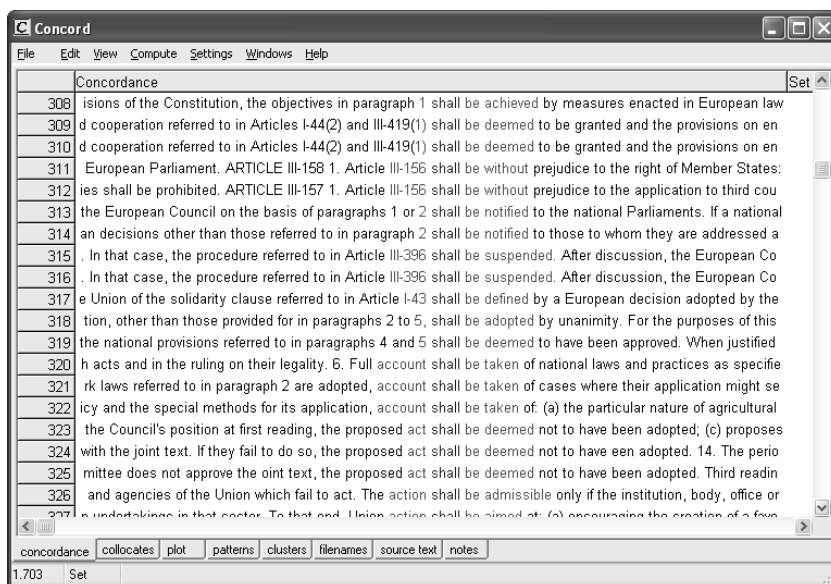 Concord
File Edit View Compute Settings Windows Help
Concordance Set
308 isions of the Constitution, the objectives in paragraph 1 shall be achieved by measures enacted in European law
309 d cooperation referred to in Articles I-44(2) and III-419(1) shall be deemed to be granted and the provisions on en
310 d cooperation referred to in Articles I-44(2) and III-419(1) shall be deemed to be granted and the provisions on en
311 European Parliament. ARTICLE III-158 1. Article III-156 shall be without prejudice to the right of Member States:
312 ies shall be prohibited. ARTICLE III-157 1. Article III-156 shall be without prejudice to the application to third cou
313 the European Council on the basis of paragraphs 1 or 2 shall be notified to the national Parliaments. If a national
314 an decisions other than those referred to in paragraph 2 shall be notified to those to whom they are addressed a
315 . In that case, the procedure referred to in Article III-396 shall be suspended. After discussion, the European Co
316 . In that case, the procedure referred to in Article III-396 shall be suspended. After discussion, the European Co
317 e Union of the solidarity clause referred to in Article I-43 shall be defined by a European decision adopted by the
318 tion, other than those provided for in paragraphs 2 to 5, shall be adopted by unanimity. For the purposes of this
319 the national provisions referred to in paragraphs 4 and 5 shall be deemed to have been approved. When justified
320 h acts and in the ruling on their legality. 6. Full account shall be taken of national laws and practices as specifie
321 rk laws referred to in paragraph 2 are adopted, account shall be taken of cases where their application might se
322 icy and the special methods for its application, account shall be taken of: (a) the particular nature of agricultural
323 the Council's position at first reading, the proposed act shall be deemed not to have been adopted; (c) proposes
324 with the joint text. If they fail to do so, the proposed act shall be deemed not to have een adopted. 14. The perio
325 mittee does not approve the oint text, the proposed act shall be deemed not to have been adopted. Third readin
326 and agencies of the Union which fail to act. The action shall be admissible only if the institution, body, office or
327 n undertakings in that sector. To that end, Union action shall be aimed at: (a) encouraging the creation of a favo
concordance collocates plot patterns clusters filenames source text notes
1.703 Set